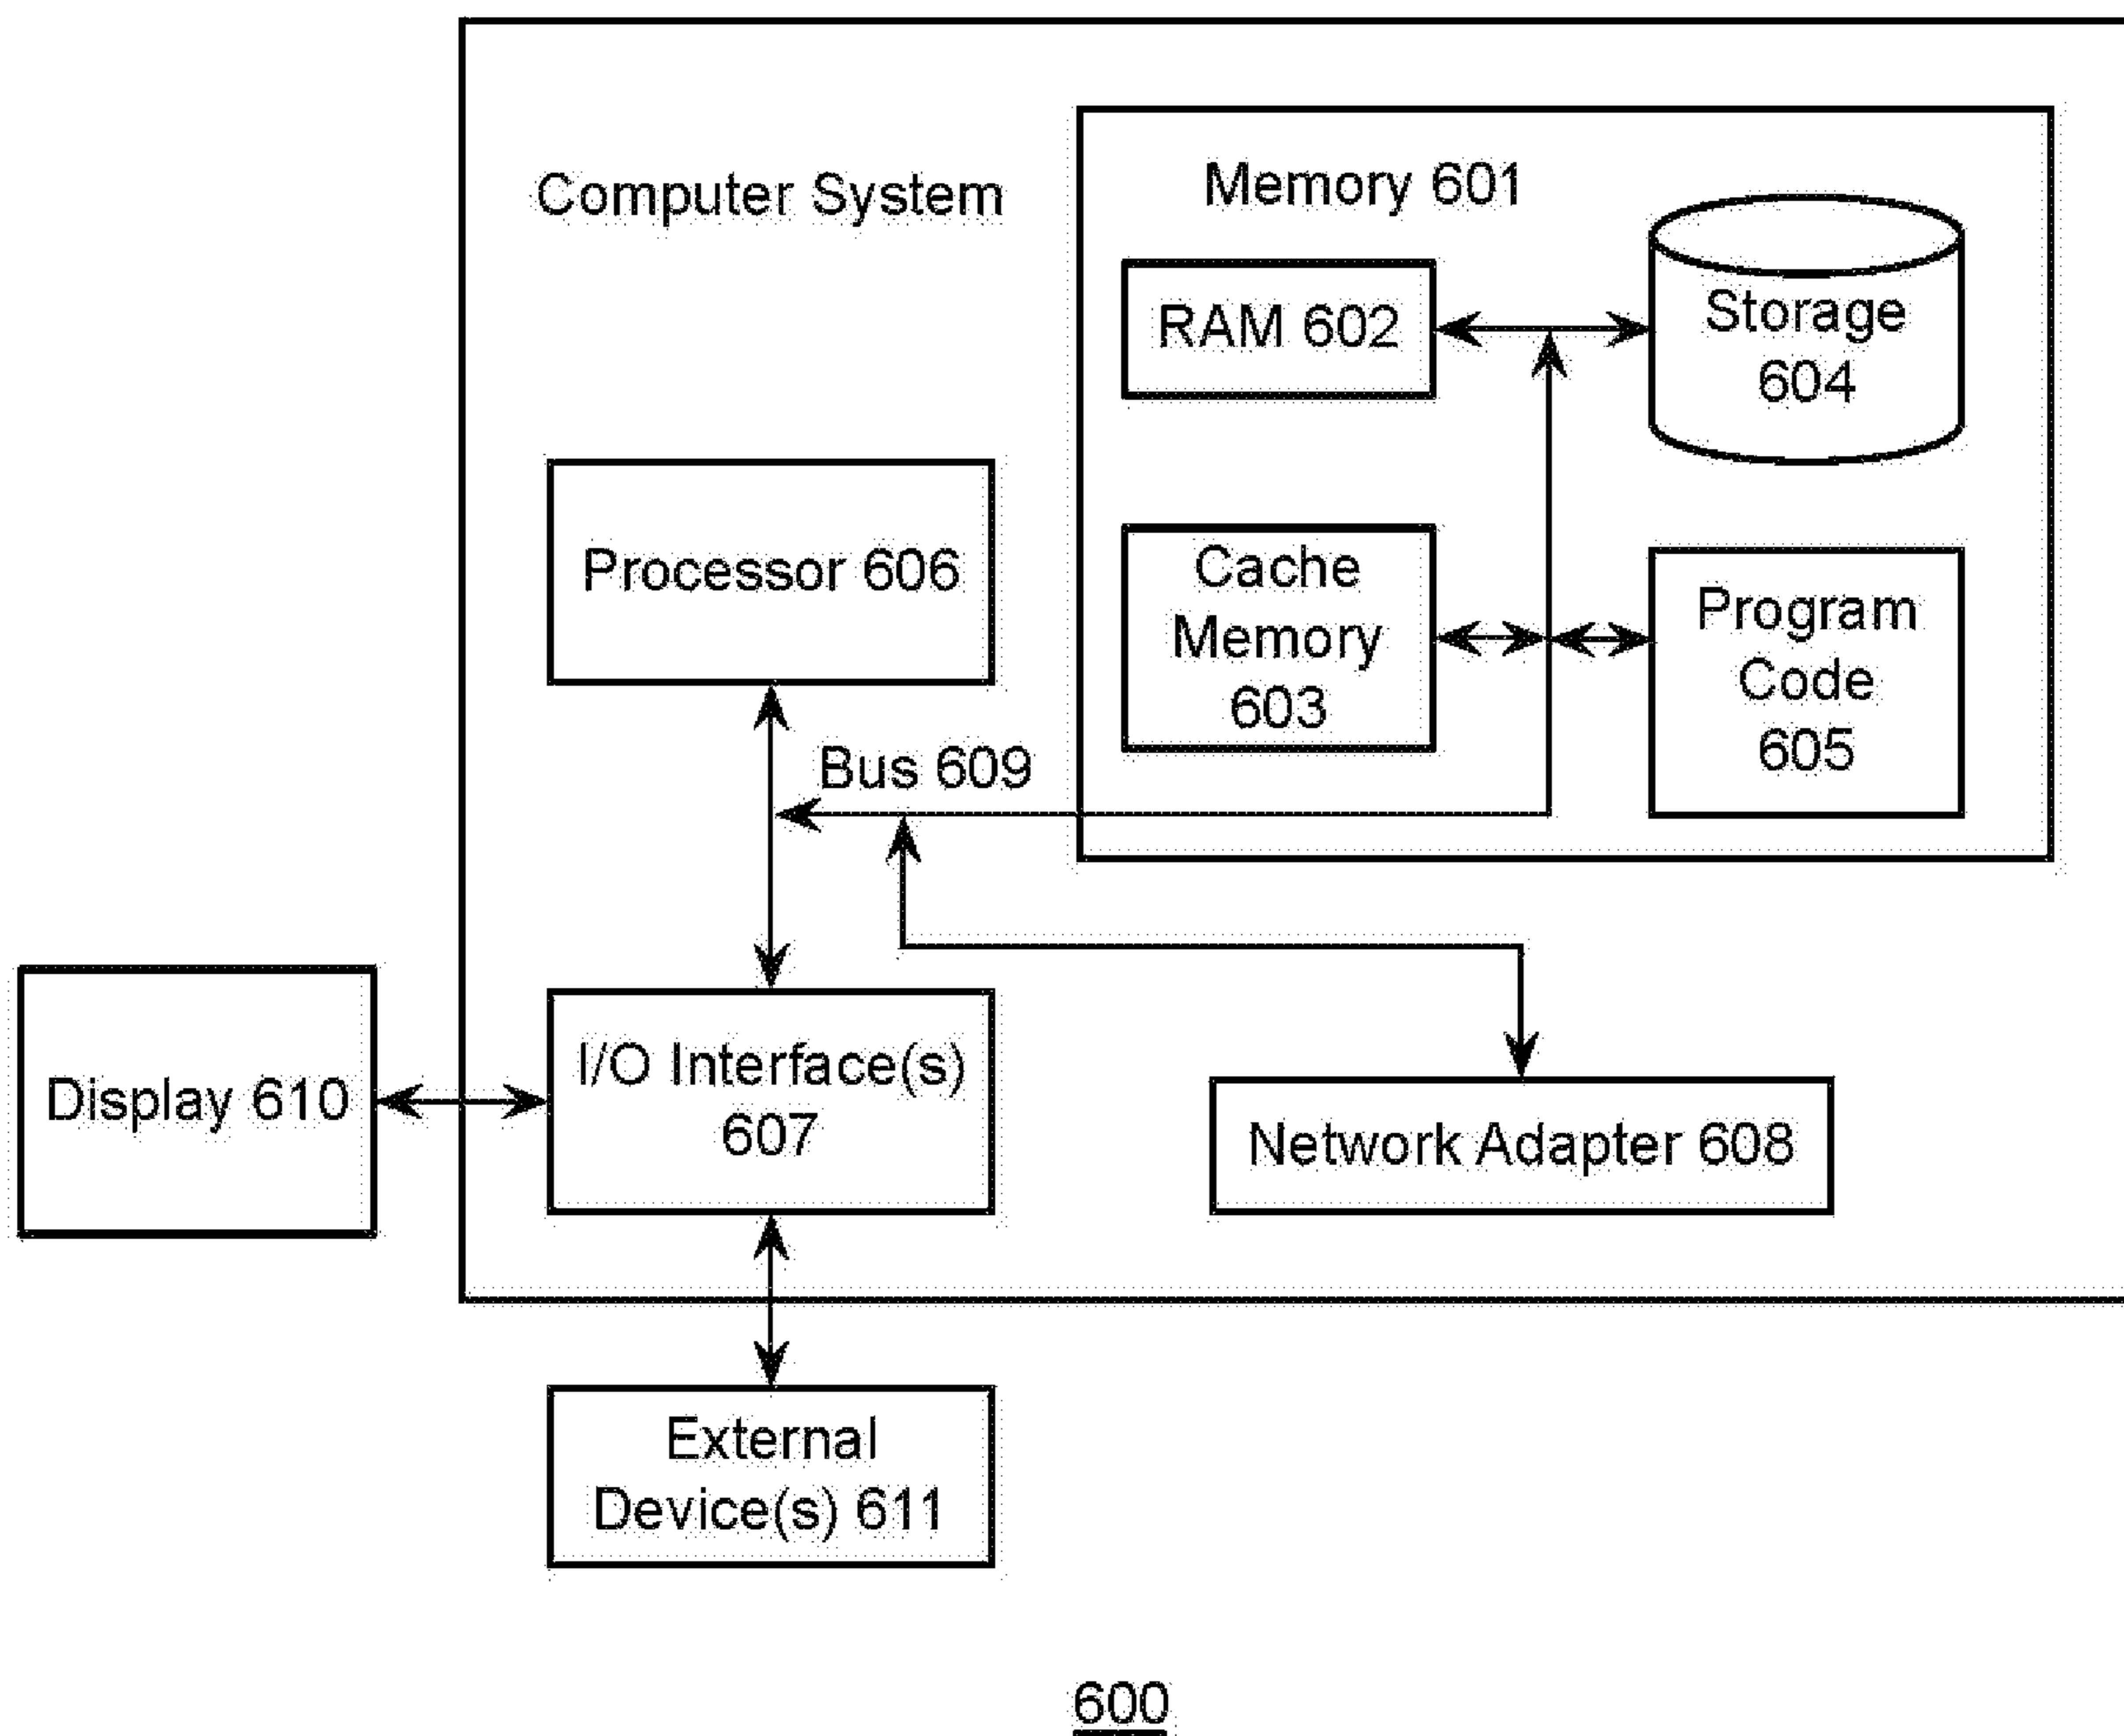 Computer System
Memory 601
RAM 602
Storage
604
Processor 606
Cache
Memory
603
Program
Code
605
Bus 609
Display 610
I/O Interface(s)
607
Network Adapter 608
External
Device(s) 611
600